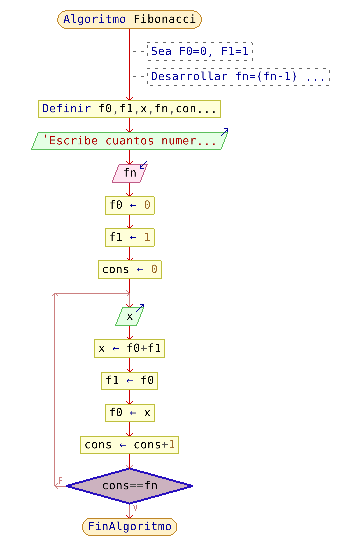 Algoritmo Fibonacci
Sea F0=0, F1=1
Desarrollar fn=(fn-1) ...
Definir f0,f1,x,fn,con...
'Escribe cuantos numer...
fn
f0 ← 0
f1 ← 1
cons ← 0
x
x ← f0+f1
f1 ← f0
f0 ← x
cons ← cons+1
cons==fn
F
V
FinAlgoritmo